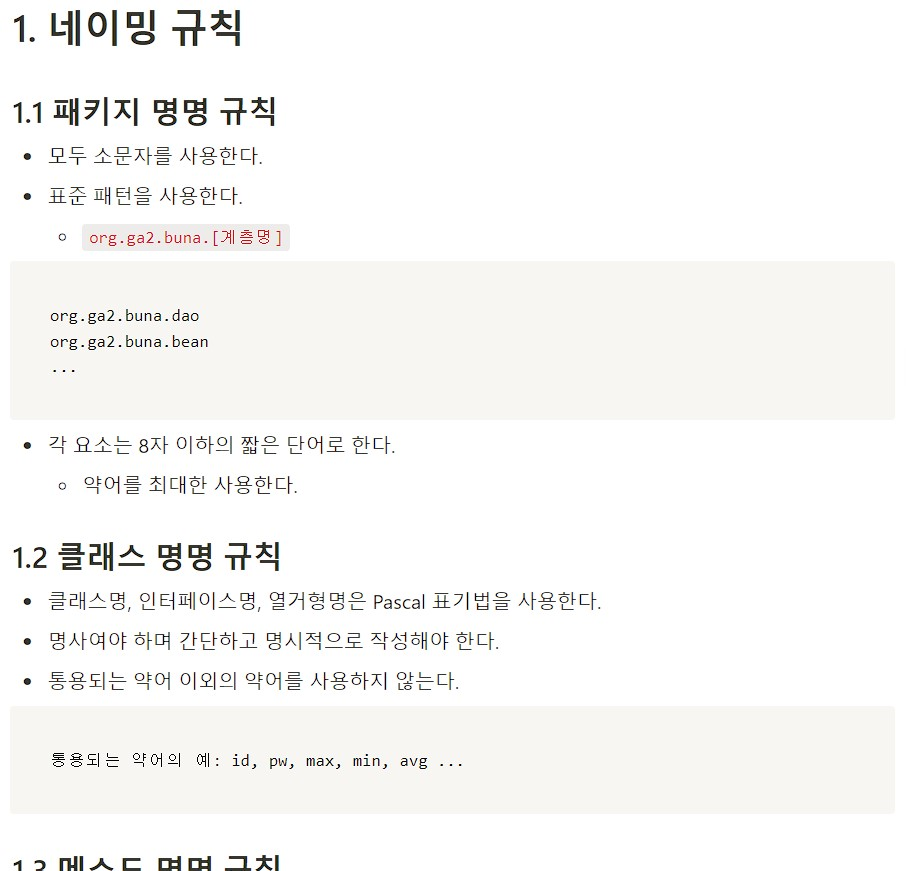 1. 네이밍 규칙
1.1 패키지 명명 규칙
• 모두 소문자를 사용한다.
• 표준 패턴을 사용한다.
◦ org.ga2.buna.[계층명]
org.ga2.buna.dao
org.ga2.buna.bean
...
• 각 요소는 8자 이하의 짧은 단어로 한다.
◦ 약어를 최대한 사용한다.
1.2 클래스 명명 규칙
• 클래스명, 인터페이스명, 열거형명은 Pascal 표기법을 사용한다.
• 명사여야 하며 간단하고 명시적으로 작성해야 한다.
• 통용되는 약어 이외의 약어를 사용하지 않는다.
통용되는 약어의 예: id, pw, max, min, avg ...
1.3 메소드 명명 규칙